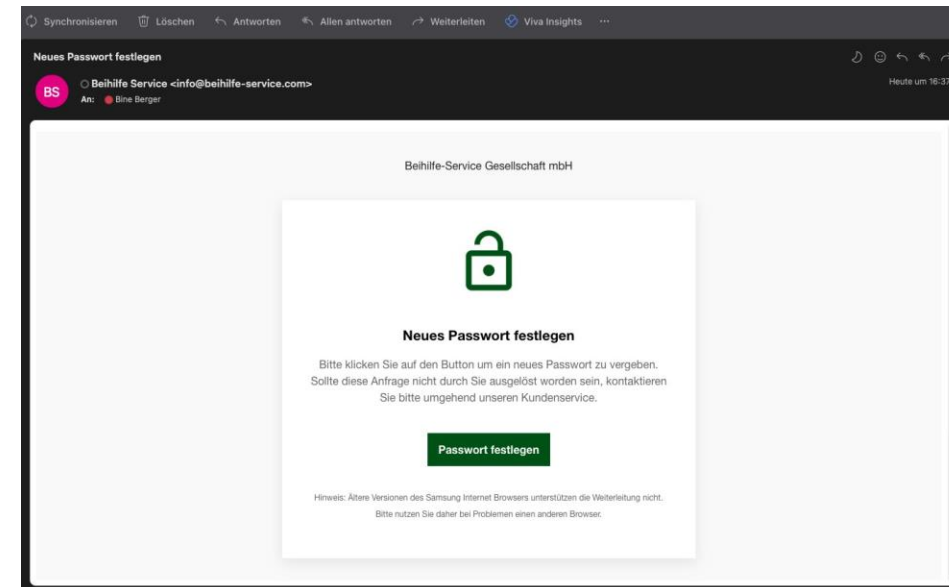 Synchronisieren Löschen Antworten Allen antworten Weiterleiten Viva Insights ...
Neues Passwort festlegen
BS
Beihilfe Service <info@beihilfe-service.com>
Heute um 16:37
An: Bine Berger
Beihilfe-Service Gesellschaft mbH
Neues Passwort festlegen
Bitte klicken Sie auf den Button um ein neues Passwort zu vergeben.
Sollte diese Anfrage nicht durch Sie ausgelöst worden sein, kontaktieren
Sie bitte umgehend unseren Kundenservice.
Passwort festlegen
Hinweis: Ältere Versionen des Samsung Internet Browsers unterstützen die Weiterleitung nicht.
Bitte nutzen Sie daher bei Problemen einen anderen Browser.